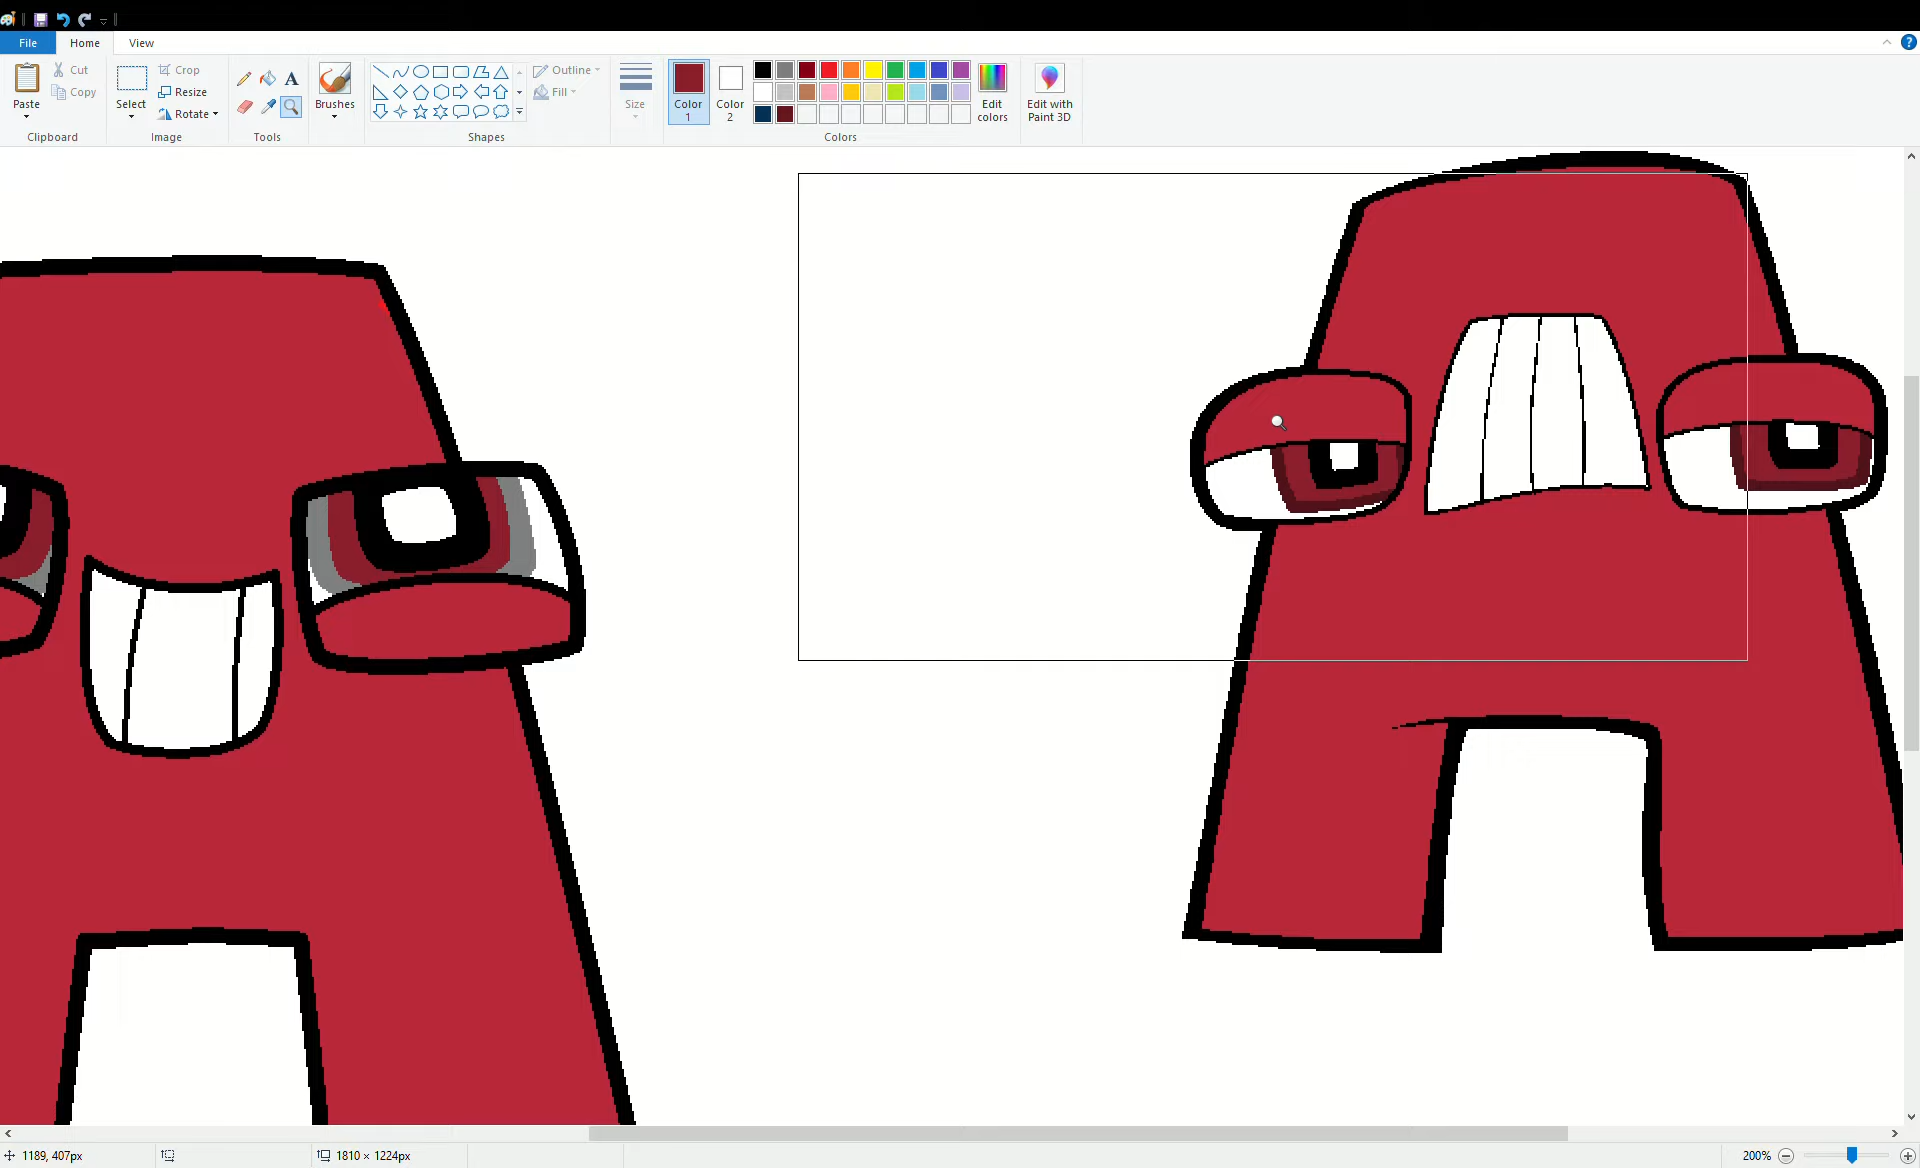 File Home View
Paste
Cut
Copy
Clipboard
Select
Crop
Resize
Rotate
Image
A
Tools
Brushes
Outline
Fill
Shapes
Size
Color 1
Color 2
Edit colors
Colors
Edit with Paint 3D
?
1189, 407px
1810 × 1224px
200%